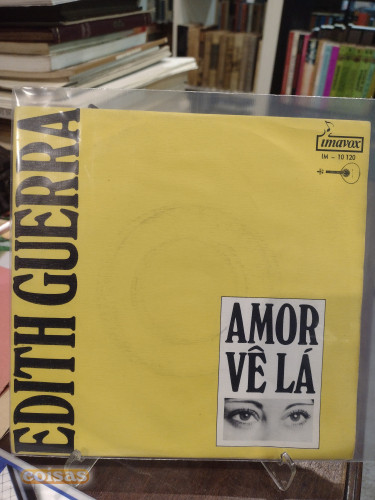 EDITH GUERRA
imavox
IM - 10 120
AMOR
VÊ LÁ
coisas